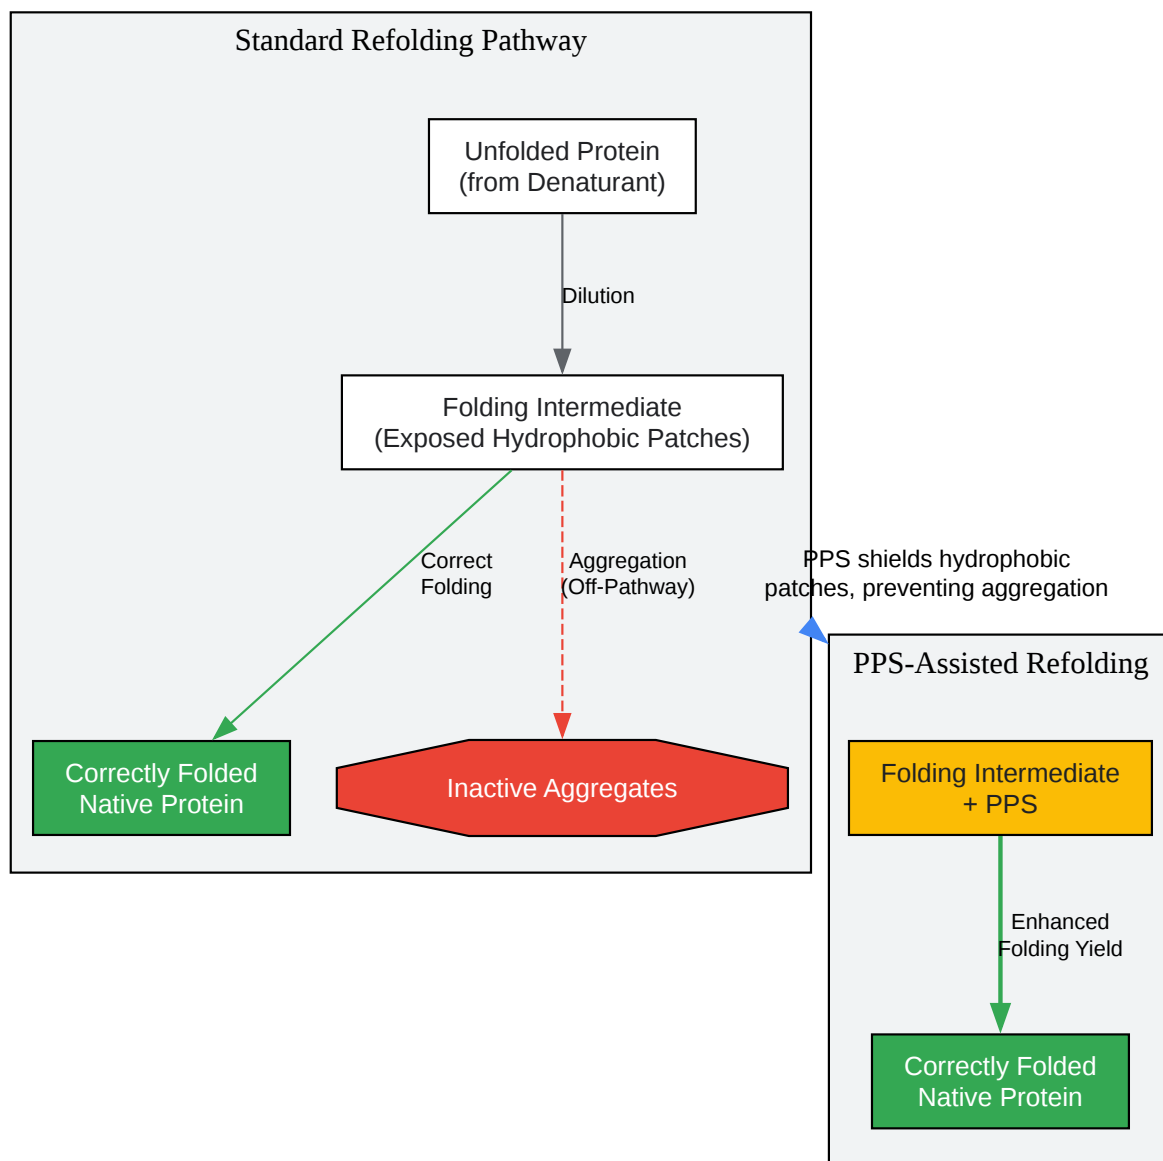 Standard Refolding Pathway
Unfolded Protein
(from Denaturant)
Dilution
Folding Intermediate
(Exposed Hydrophobic Patches)
Correct
Folding
Aggregation
(Off-Pathway)
Correctly Folded
Native Protein
Inactive Aggregates
PPS shields hydrophobic
patches, preventing aggregation
PPS-Assisted Refolding
Folding Intermediate
+ PPS
Enhanced
Folding Yield
Correctly Folded
Native Protein